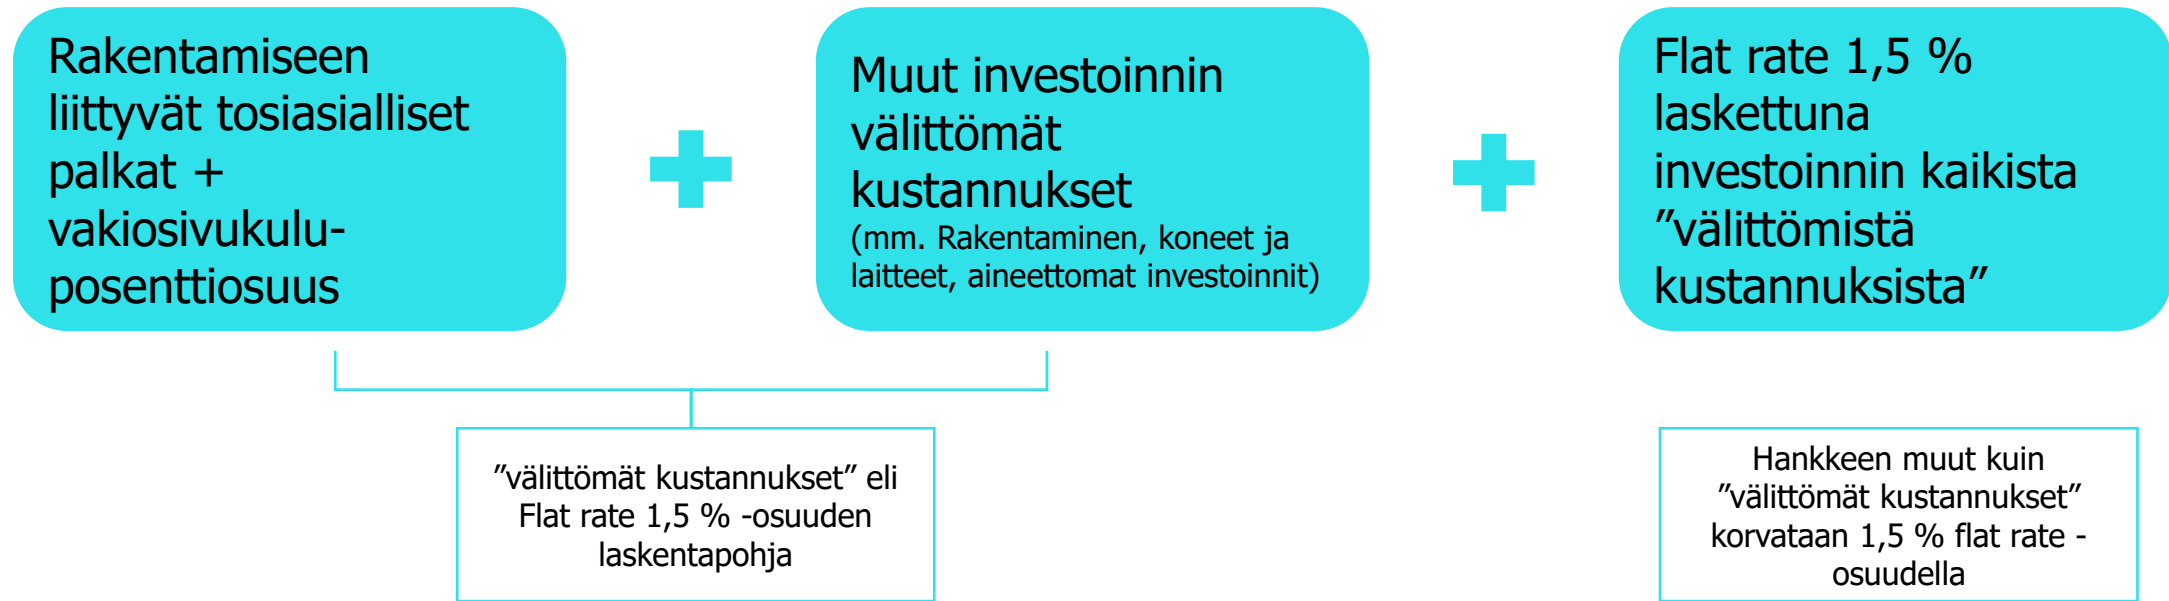 Rakentamiseen
liittyvät tosiasialliset
palkat +
vakiosivukulu-
posenttiosuus
Muut investoinnin
välittömät
kustannukset
(mm. Rakentaminen, koneet ja
laitteet, aineettomat investoinnit)
Flat rate 1,5 %
laskettuna
investoinnin kaikista
”välittömistä
kustannuksista”
”välittömät kustannukset” eli
Flat rate 1,5 % -osuuden
laskentapohja
Hankkeen muut kuin
”välittömät kustannukset”
korvataan 1,5 % flat rate -
osuudella